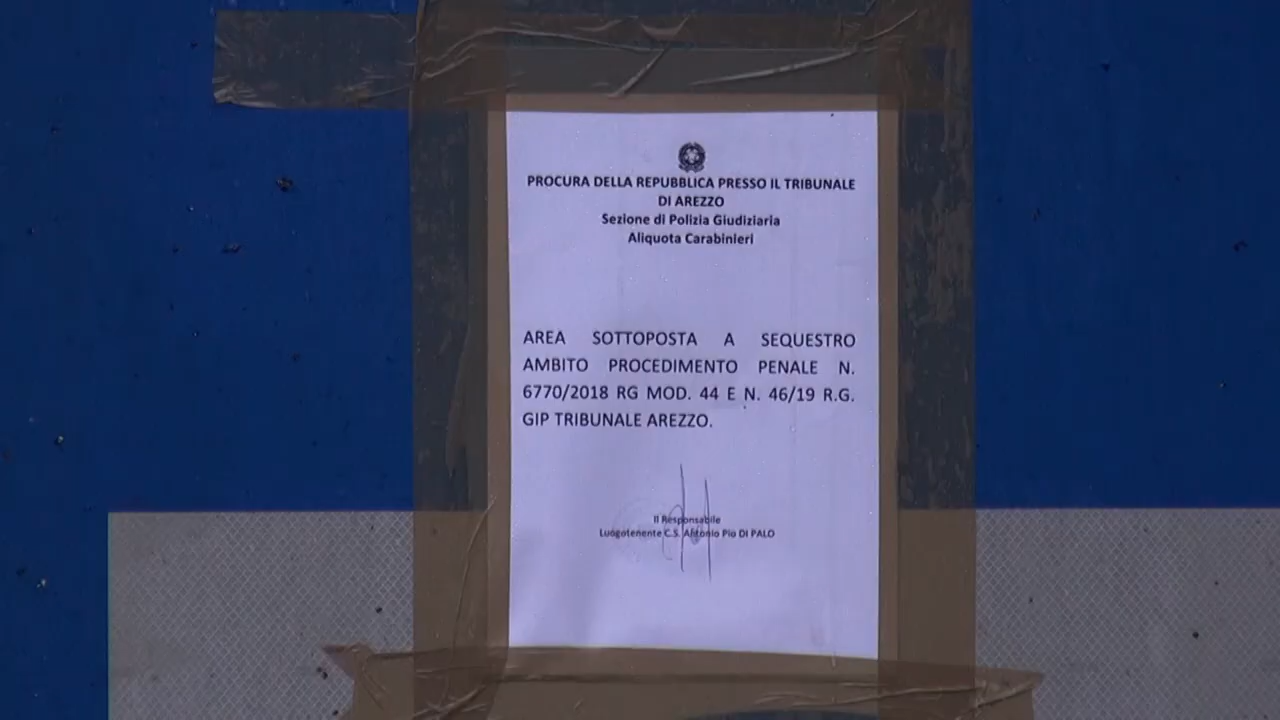 PROCURA DELLA REPUBBLICA PRESSO IL TRIBUNALE
DI AREZZO
Sezione di Polizia Giudiziaria
Aliquota Carabinieri
AREA SOTTOPOSTA A SEQUESTRO
AMBITO PROCEDIMENTO PENALE N.
6770/2018 RG MOD. 44 E N. 46/19 R.G.
GIP TRIBUNALE AREZZO.
Il Responsabile
Luogotenente C.S. Antonio Pio DI PALO